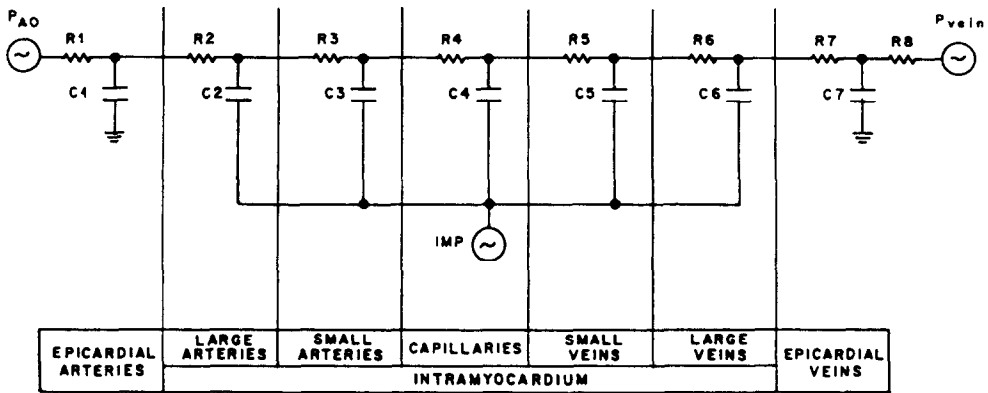 PAO
Pvein
R1 R2 R3 R4 R5 R6 R7 R8
C1 C2 C3 C4 C5 C6 C7
IMP
EPICARDIAL ARTERIES
LARGE ARTERIES
SMALL ARTERIES
CAPILLARIES
SMALL VEINS
LARGE VEINS
EPICARDIAL VEINS
INTRAMYOCARDIUM